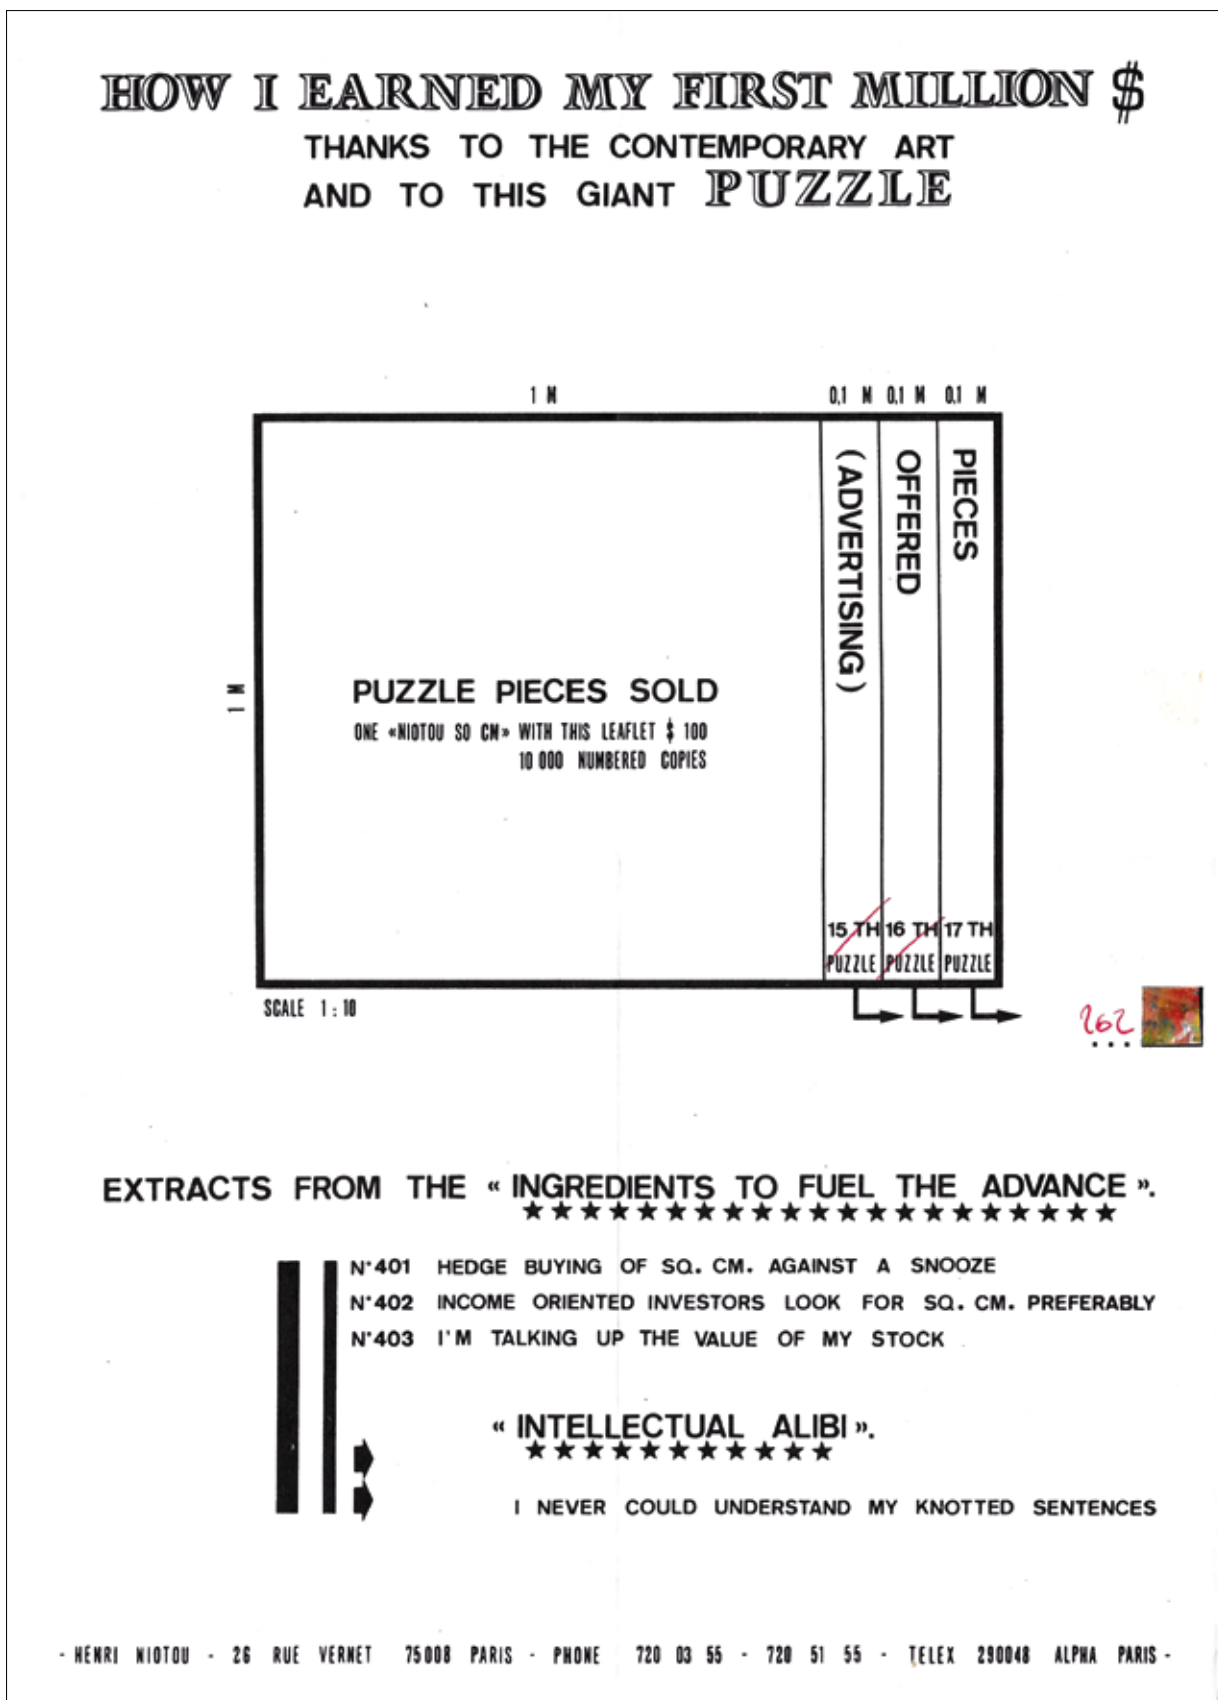 HOW I EARNED MY FIRST MILLION $
THANKS TO THE CONTEMPORARY ART
AND TO THIS GIANT PUZZLE
1 M 0,1 M 0,1 M 0,1 M
(ADVERTISING)
OFFERED
PIECES
1 M
PUZZLE PIECES SOLD
ONE «NIOTOU SO CM» WITH THIS LEAFLET $ 100
10 000 NUMBERED COPIES
15 TH 16 TH 17 TH
PUZZLE PUZZLE PUZZLE
SCALE 1:10
262
...
EXTRACTS FROM THE « INGREDIENTS TO FUEL THE ADVANCE ».
N°401 HEDGE BUYING OF SQ. CM. AGAINST A SNOOZE
N°402 INCOME ORIENTED INVESTORS LOOK FOR SQ. CM. PREFERABLY
N°403 I'M TALKING UP THE VALUE OF MY STOCK
« INTELLECTUAL ALIBI ».
I NEVER COULD UNDERSTAND MY KNOTTED SENTENCES
- HENRI NIOTOU - 26 RUE VERNET 75008 PARIS - PHONE 720 03 55 - 720 51 55 - TELEX 290048 ALPHA PARIS -